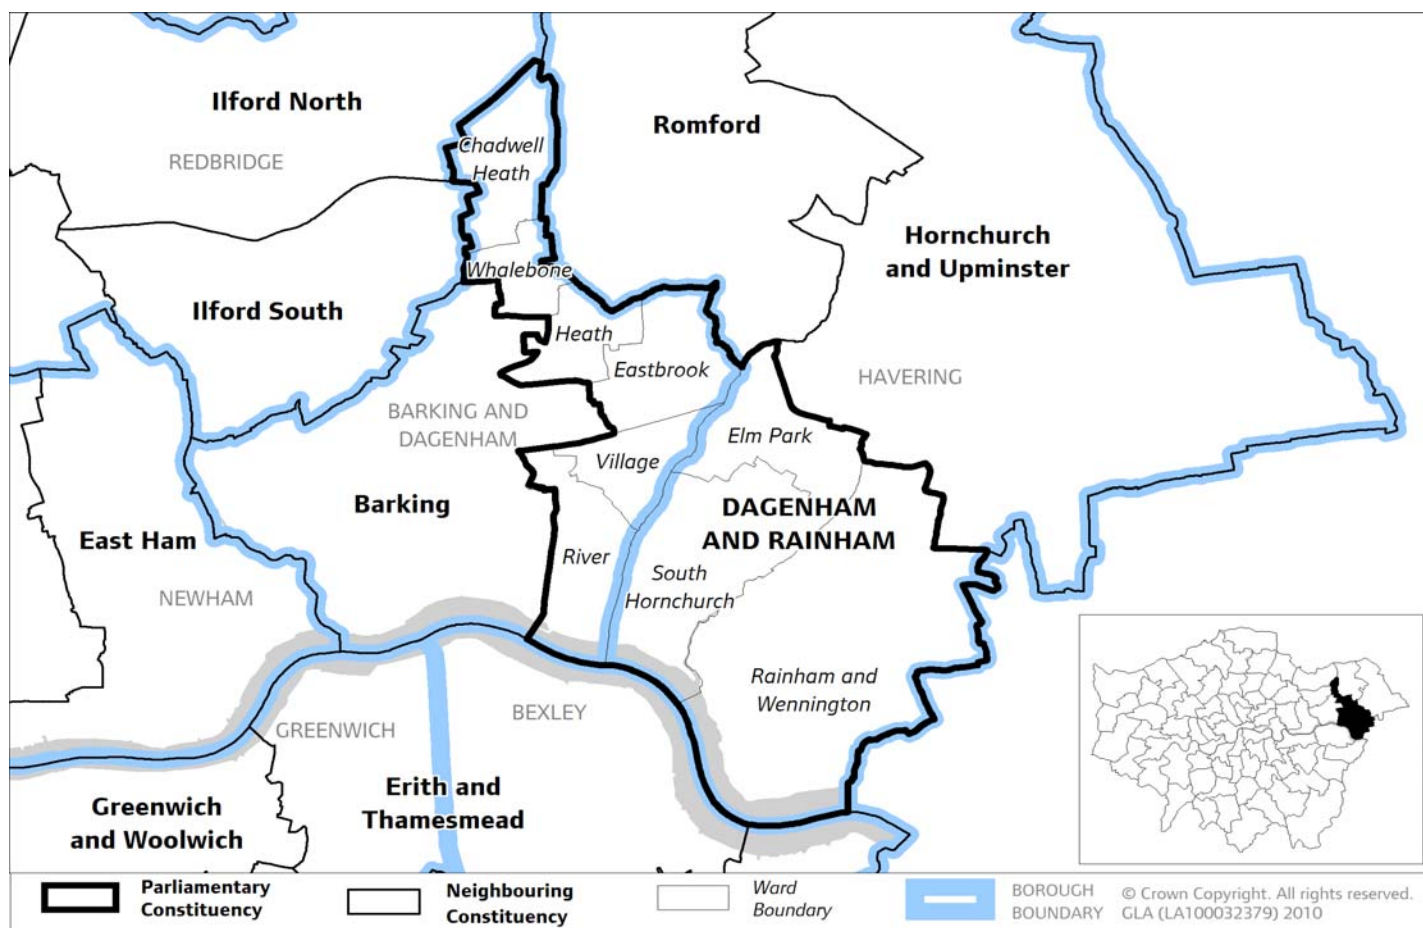 Ilford North
REDBRIDGE
Romford
Chadwell
Heath
Hornchurch
and Upminster
Whalebone
Ilford South
Heath
Eastbrook
HAVERING
BARKING AND
DAGENHAM
Elm Park
Village
Barking
DAGENHAM
AND RAINHAM
East Ham
River
South
Hornchurch
NEWHAM
Rainham and
Wennington
BEXLEY
GREENWICH
Erith and
Thamesmead
Greenwich
and Woolwich
Parliamentary
Constituency
Neighbouring
Constituency
Ward
Boundary
BOROUGH
BOUNDARY
© Crown Copyright. All rights reserved.
GLA (LA100032379) 2010